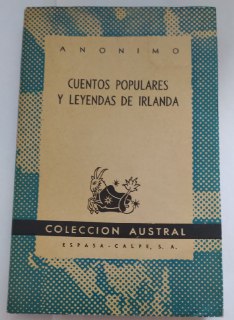 ANONIMO
CUENTOS POPULARES
Y LEYENDAS DE IRLANDA
COLECCION AUSTRAL
ESPASA-CALPE, S. A.